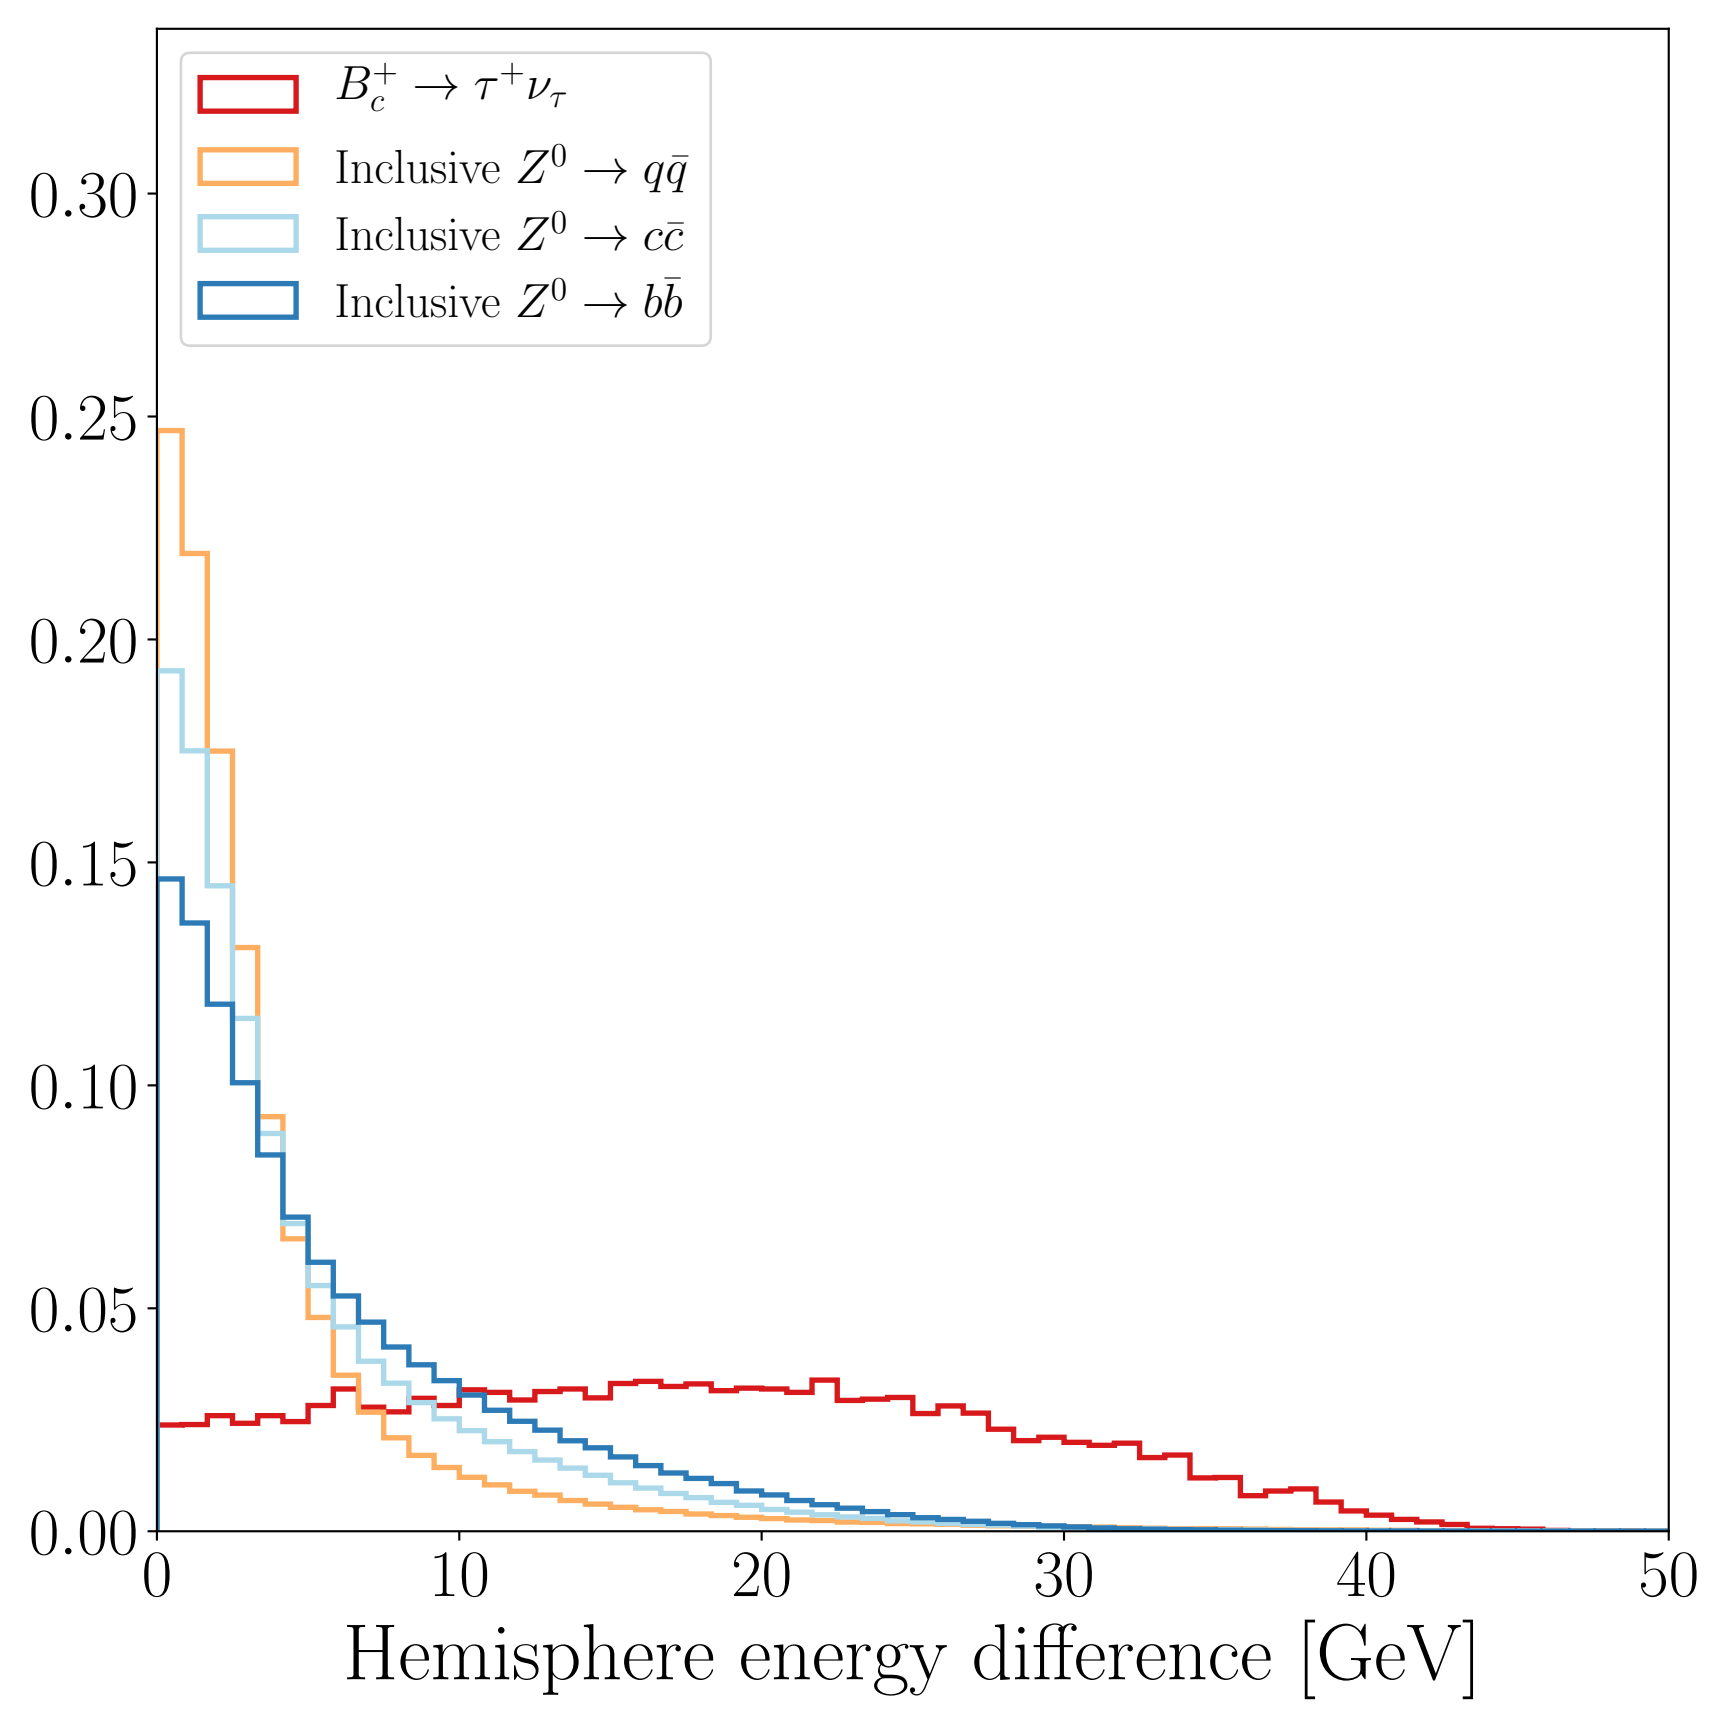 B_c^+ → τ^+ν_τ
Inclusive Z^0 → qq̄
Inclusive Z^0 → cc̄
Inclusive Z^0 → bb̄
0.30
0.25
0.20
0.15
0.10
0.05
0.00
0 10 20 30 40 50
Hemisphere energy difference [GeV]